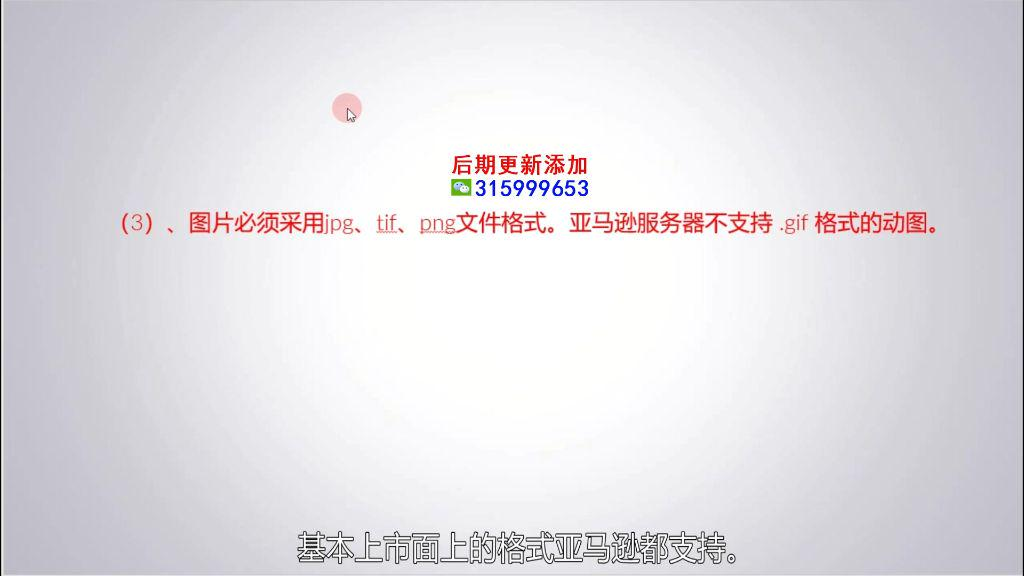 后期更新添加
315999653
（3）、图片必须采用jpg、tif、png文件格式。亚马逊服务器不支持 .gif 格式的动图。
基本上市面上的格式亚马逊都支持。